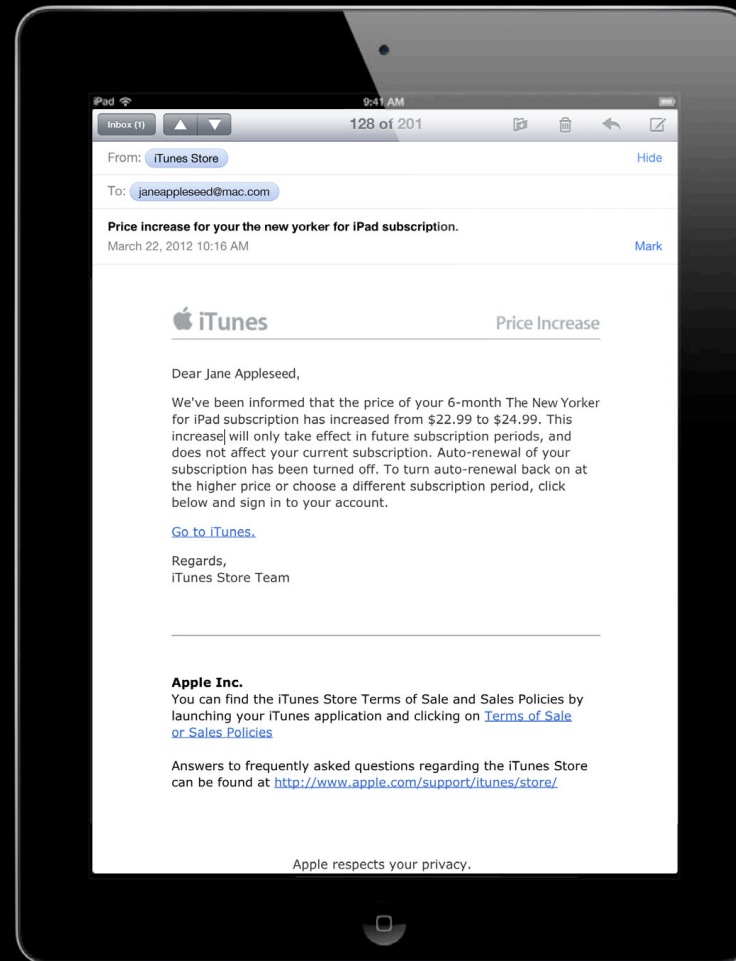 iPad
9:41 AM
Inbox (1)
128 of 201
From: iTunes Store
Hide
To: janeappleseed@mac.com
Price increase for your the new yorker for iPad subscription.
March 22, 2012 10:16 AM
Mark
iTunes
Price Increase
Dear Jane Appleseed,
We've been informed that the price of your 6-month The New Yorker
for iPad subscription has increased from $22.99 to $24.99. This
increase will only take effect in future subscription periods, and
does not affect your current subscription. Auto-renewal of your
subscription has been turned off. To turn auto-renewal back on at
the higher price or choose a different subscription period, click
below and sign in to your account.
Go to iTunes.
Regards,
iTunes Store Team
Apple Inc.
You can find the iTunes Store Terms of Sale and Sales Policies by
launching your iTunes application and clicking on Terms of Sale
or Sales Policies
Answers to frequently asked questions regarding the iTunes Store
can be found at http://www.apple.com/support/itunes/store/
Apple respects your privacy.